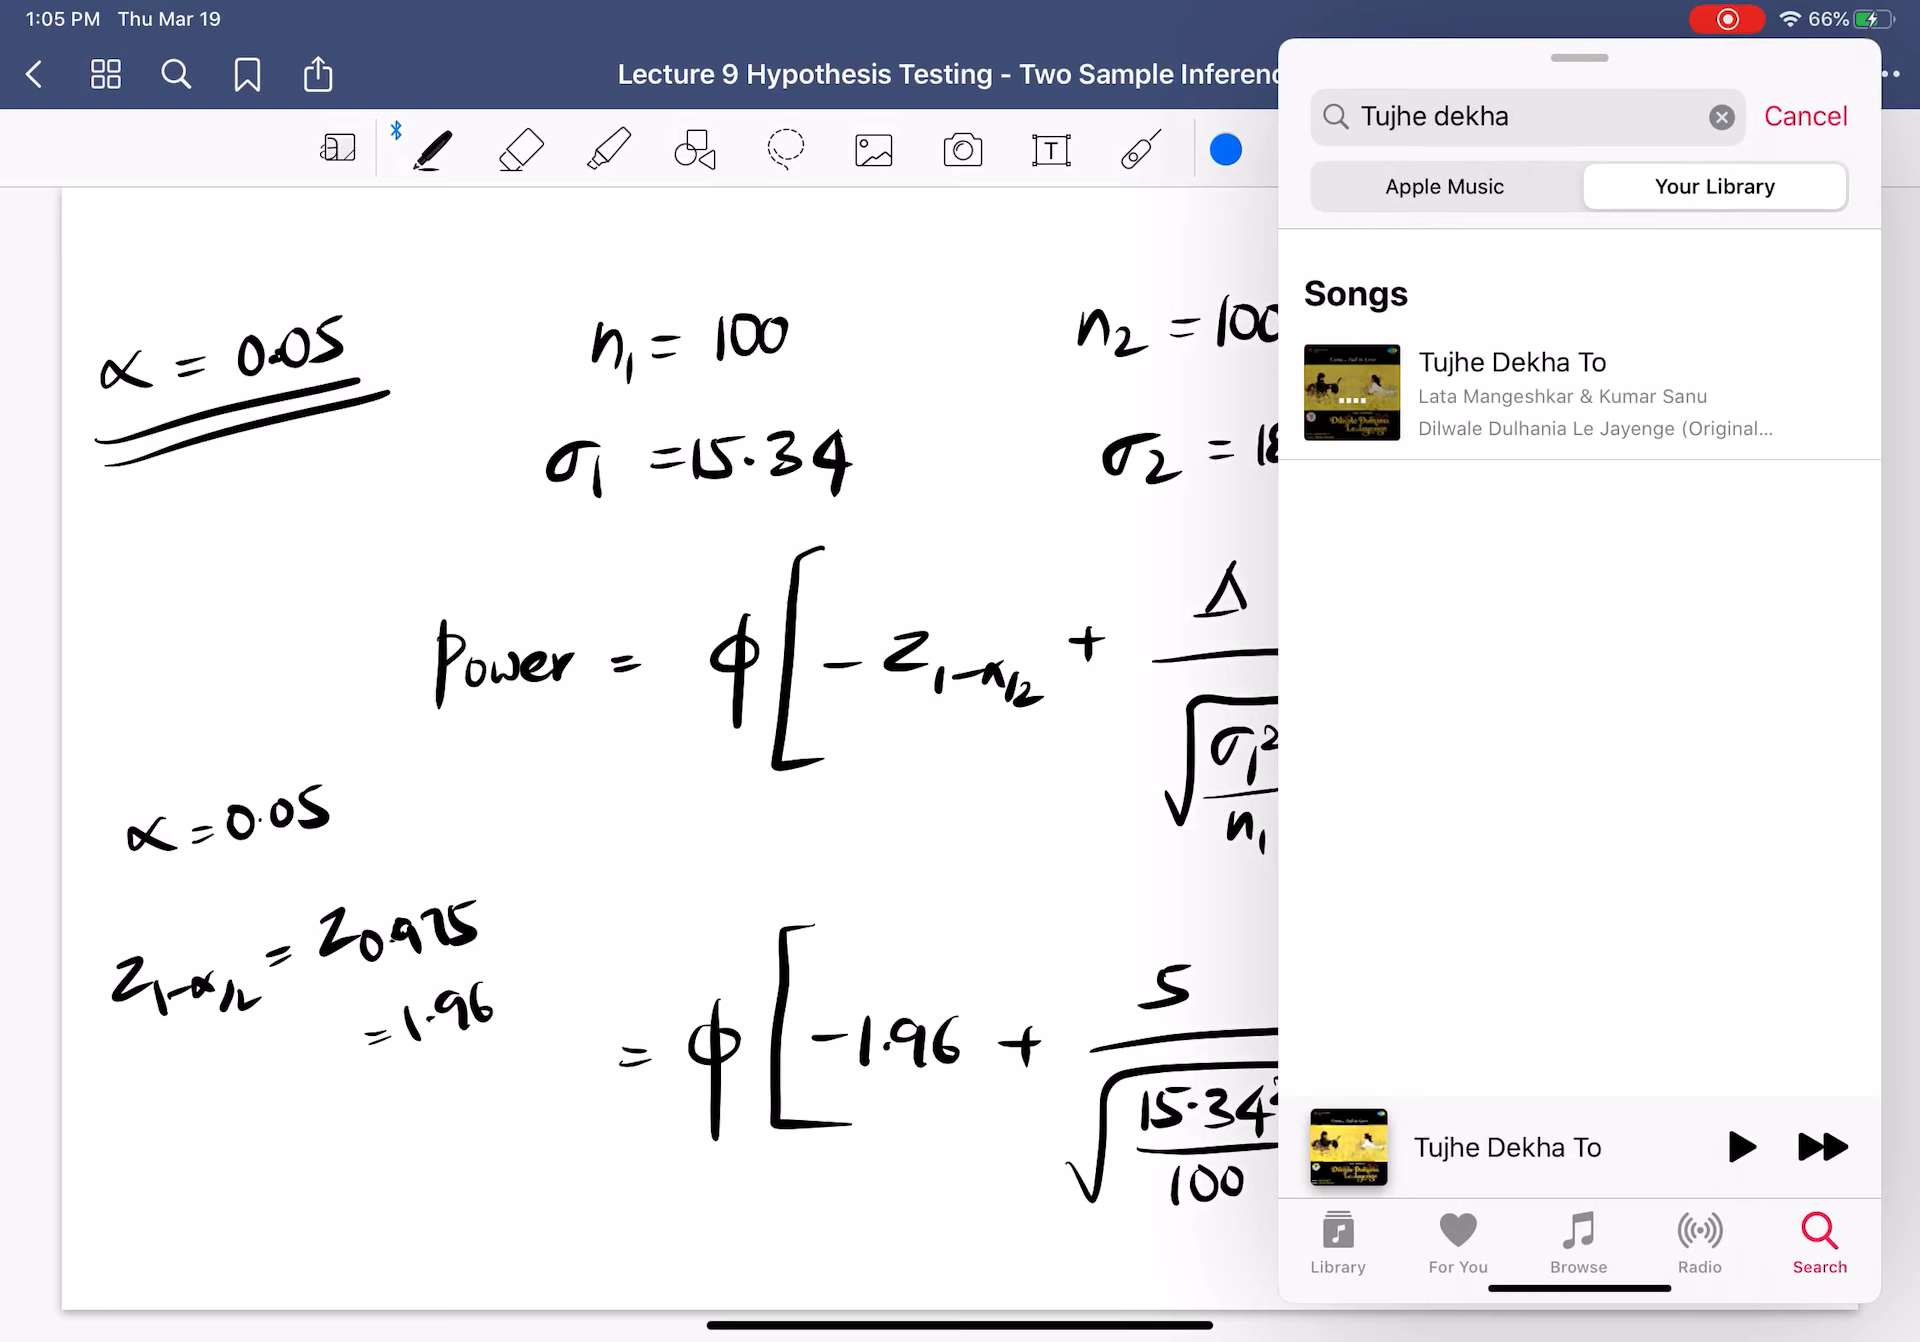 1:05 PM Thu Mar 19
66%
Lecture 9 Hypothesis Testing - Two Sample Inferenc
α = 0.05
n₁ = 100
n₂ = 100
σ₁ = 15.34
σ₂ = 18
Power = ϕ[ - Z₁₋α/₂ + Δ
√ σ₁²
n₁
α = 0.05
Z₁₋α/₂ = Z₀.₉₇₅
= 1.96
= ϕ[ -1.96 + 5
√ 15.34²
100
Tujhe dekha
Cancel
Apple Music
Your Library
Songs
Tujhe Dekha To
Lata Mangeshkar & Kumar Sanu
Dilwale Dulhania Le Jayenge (Original...
Tujhe Dekha To
Library
For You
Browse
Radio
Search